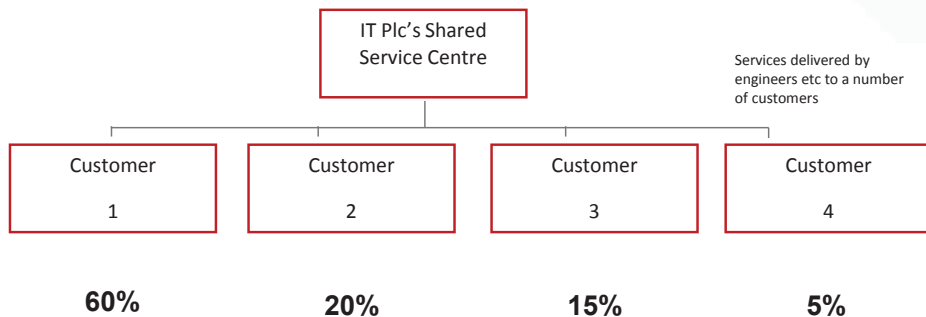 IT Plc’s Shared
Service Centre
Services delivered by
engineers etc to a number
of customers
Customer
1
Customer
2
Customer
3
Customer
4
60%
20%
15%
5%